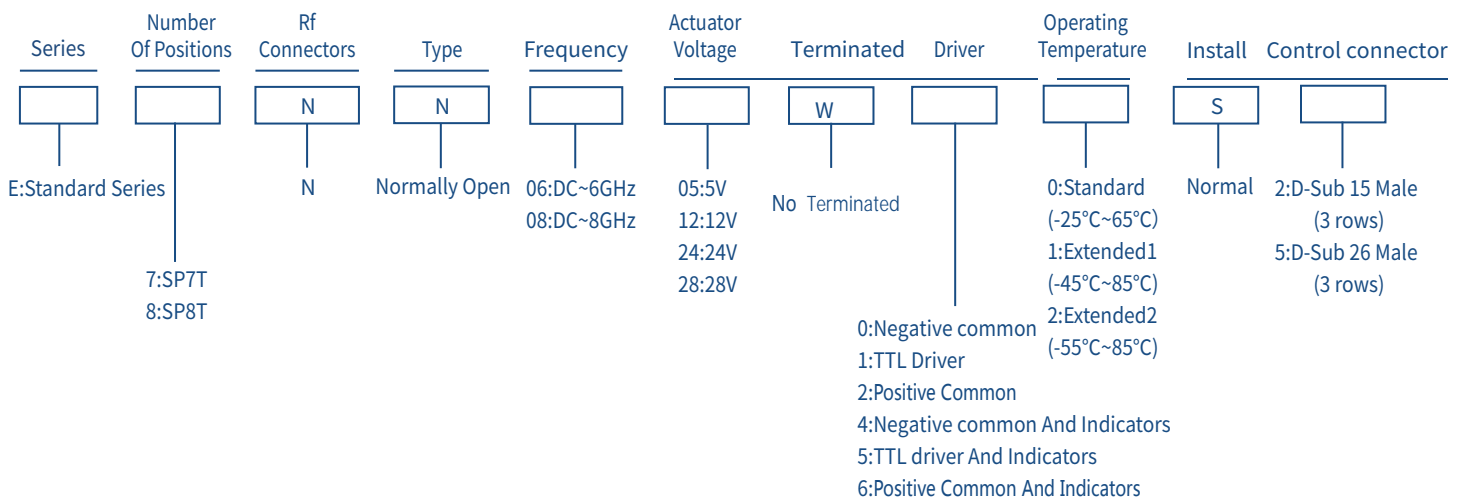 Series
Number
Of Positions
Rf
Connectors
Type
Frequency
Actuator
Voltage
Terminated
Driver
Operating
Temperature
Install
Control connector
N
N
W
S
E:Standard Series
7:SP7T
8:SP8T
N
Normally Open
06:DC~6GHz
08:DC~8GHz
05:5V
12:12V
24:24V
28:28V
No Terminated
0:Negative common
1:TTL Driver
2:Positive Common
4:Negative common And Indicators
5:TTL driver And Indicators
6:Positive Common And Indicators
0:Standard
(-25°C~65°C)
1:Extended1
(-45°C~85°C)
2:Extended2
(-55°C~85°C)
Normal
2:D-Sub 15 Male
(3 rows)
5:D-Sub 26 Male
(3 rows)